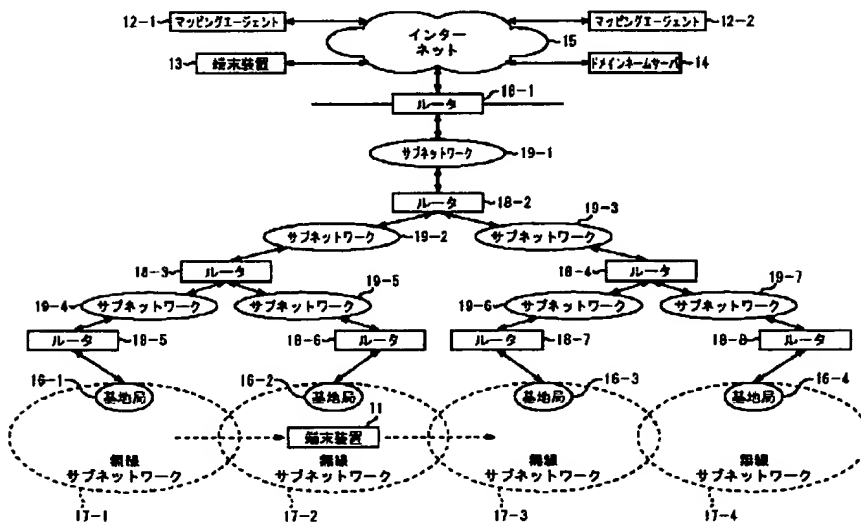 12-1 マッピングエージェント
インター
ネット
15
マッピングエージェント 12-2
13 端末装置
ドメインネームサーバ 14
ルータ 18-1
サブネットワーク 19-1
ルータ 18-2
サブネットワーク 19-2
サブネットワーク 19-3
18-3 ルータ
18-4 ルータ
19-4 サブネットワーク
サブネットワーク 19-5
19-6 サブネットワーク
サブネットワーク 19-7
ルータ 18-5
18-6 ルータ
ルータ 18-7
18-8 ルータ
16-1 基地局
16-2 基地局
基地局 16-3
基地局 16-4
11
端末装置
無線
サブネットワーク
無線
サブネットワーク
無線
サブネットワーク
無線
サブネットワーク
17-1
17-2
17-3
17-4